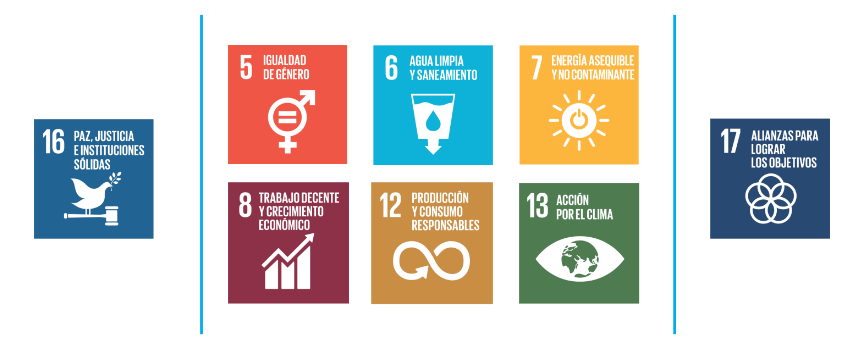 16 PAZ, JUSTICIA
E INSTITUCIONES
SÓLIDAS
5 IGUALDAD
DE GÉNERO
6 AGUA LIMPIA
Y SANEAMIENTO
7 ENERGÍA ASEQUIBLE
Y NO CONTAMINANTE
8 TRABAJO DECENTE
Y CRECIMIENTO
ECONÓMICO
12 PRODUCCIÓN
Y CONSUMO
RESPONSABLES
13 ACCIÓN
POR EL CLIMA
17 ALIANZAS PARA
LOGRAR
LOS OBJETIVOS